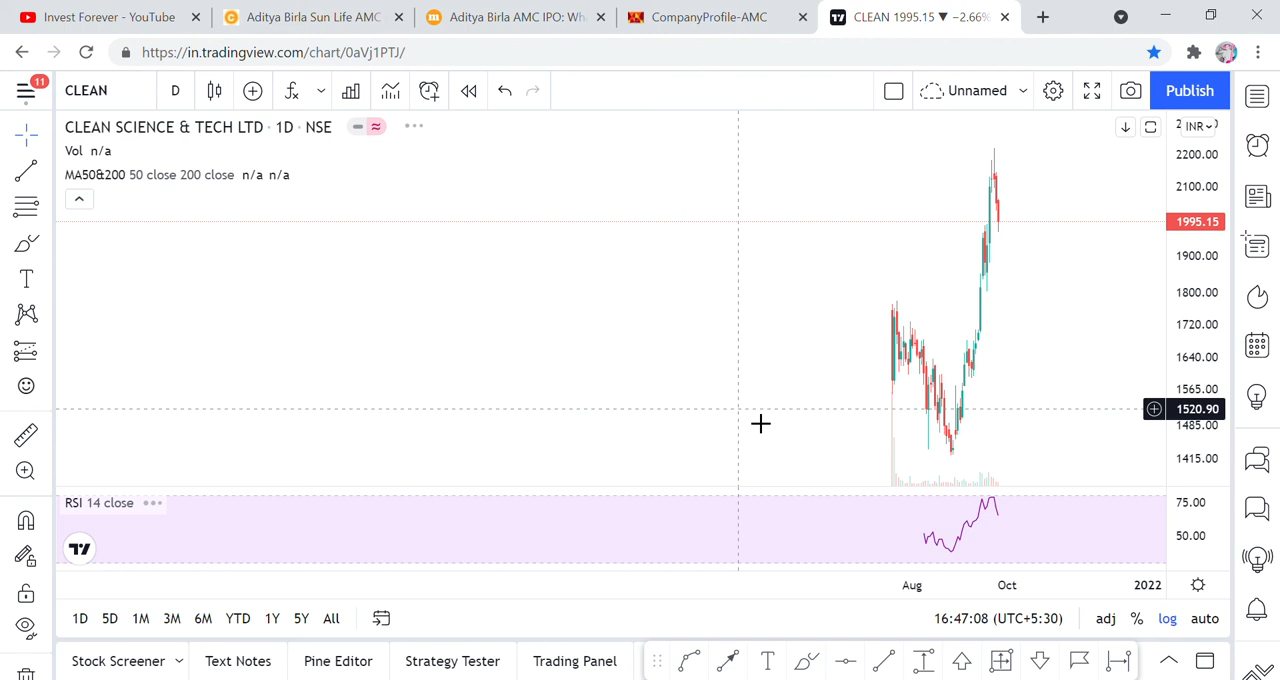 Invest Forever - YouTube
Aditya Birla Sun Life AMC
Aditya Birla AMC IPO: Wh
CompanyProfile-AMC
CLEAN 1995.15 ▼ −2.66%
https://in.tradingview.com/chart/0aVj1PTJ/
11
CLEAN
D
Unnamed
Publish
CLEAN SCIENCE & TECH LTD · 1D · NSE
INR
Vol n/a
MA50&200 50 close 200 close n/a n/a
2200.00
2100.00
1995.15
1900.00
1800.00
1720.00
1640.00
1565.00
1520.90
1485.00
1415.00
RSI 14 close
75.00
50.00
Aug
Oct
2022
1D
5D
1M
3M
6M
YTD
1Y
5Y
All
16:47:08 (UTC+5:30)
adj
%
log
auto
Stock Screener
Text Notes
Pine Editor
Strategy Tester
Trading Panel